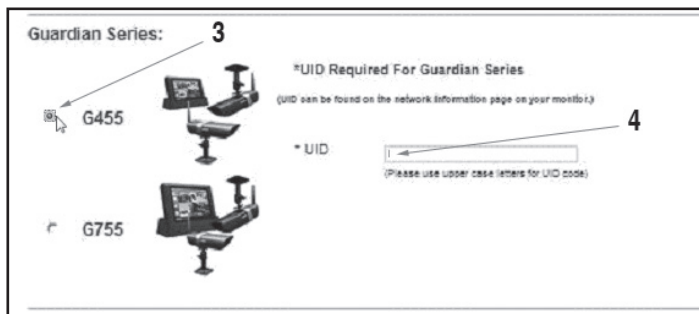 Guardian Series:
3
*UID Required For Guardian Series
(UID can be found on the network information page on your monitor.)
G455
4
* UID
(Please use upper case letters for UID code)
G755